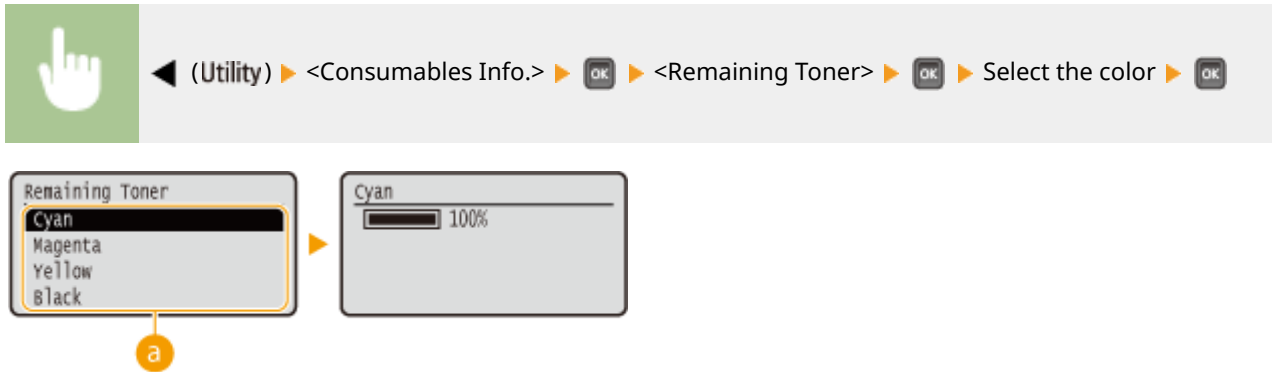 (Utility) <Consumables Info.> OK <Remaining Toner> OK Select the color OK
Remaining Toner
Cyan
Magenta
Yellow
Black
Cyan
100%
a